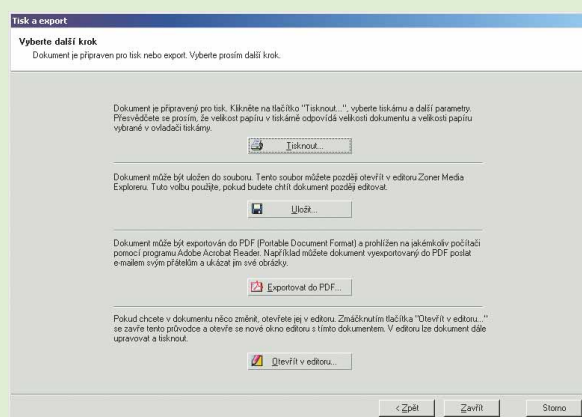 Tisk a export
Vyberte další krok
Dokument je připraven pro tisk nebo export. Vyberte prosím další krok.
Dokument je připravený pro tisk. Klikněte na tlačítko "Tisknout...", vyberte tiskárnu a další parametry.
Přesvědčete se prosím, že velikost papíru v tiskárně odpovídá velikosti dokumentu a velikosti papíru
vybrané v ovladači tiskárny.
Tisknout...
Dokument může být uložen do souboru. Tento soubor můžete později otevřít v editoru Zoner Media
Exploreru. Tuto volbu použijte, pokud budete chtít dokument později editovat.
Uložit...
Dokument může být exportován do PDF (Portable Document Format) a prohlížen na jakémkoliv počítači
pomocí programu Adobe Acrobat Reader. Například můžete dokument vyexportovaný do PDF poslat
e-mailem svým přátelům a ukázat jim své obrázky.
Exportovat do PDF...
Pokud chcete v dokumentu něco změnit, otevřete jej v editoru. Zmáčknutím tlačítka "Otevřít v editoru..."
se zavře tento průvodce a otevře se nové okno editoru s tímto dokumentem. V editoru lze dokument dále
upravovat a tisknout.
Otevřít v editoru...
< Zpět
Zavřít
Storno